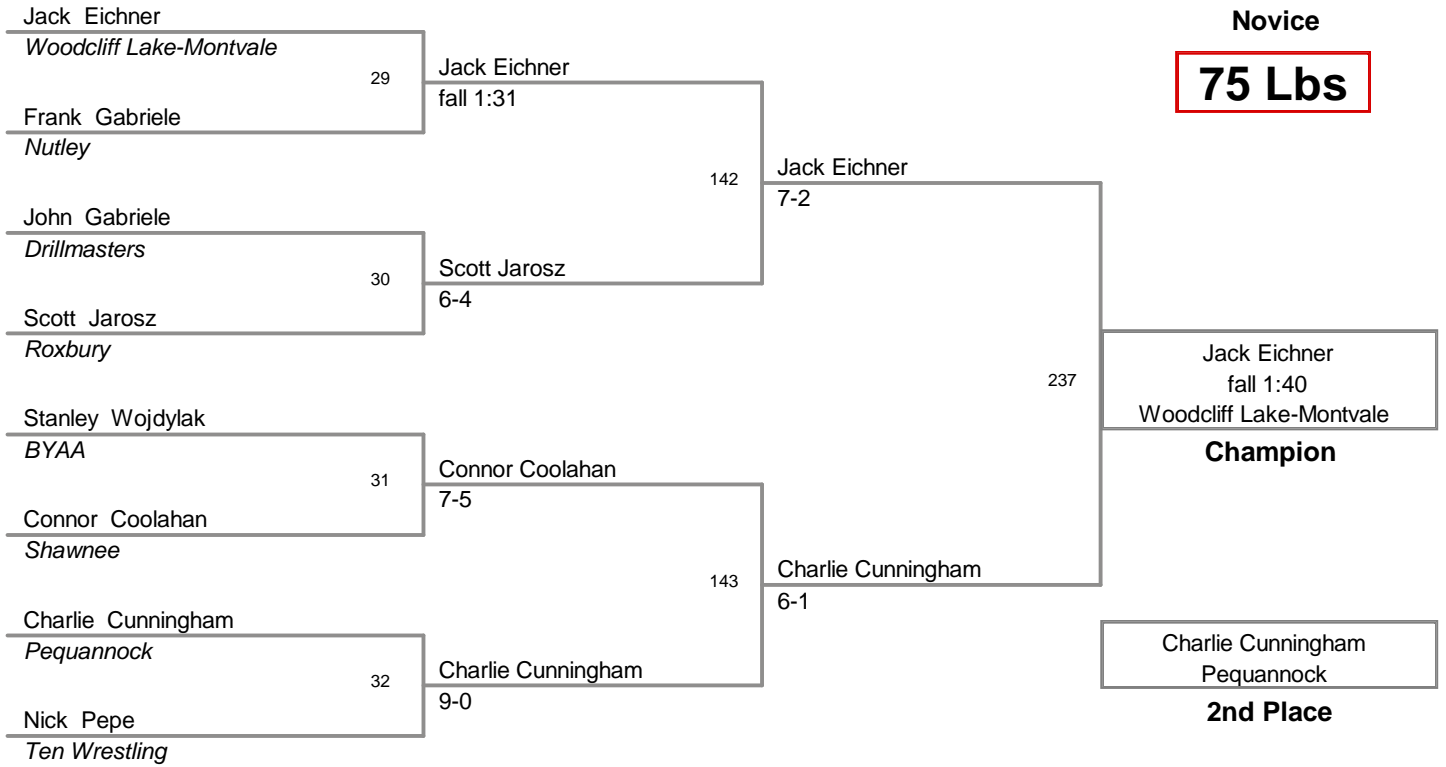 Jack Eichner
Woodcliff Lake-Montvale
29
Frank Gabriele
Nutley
Jack Eichner
fall 1:31
John Gabriele
Drillmasters
30
Scott Jarosz
Roxbury
Scott Jarosz
6-4
142
Jack Eichner
7-2
Stanley Wojdylak
BYAA
31
Connor Coolahan
Shawnee
Connor Coolahan
7-5
Charlie Cunningham
Pequannock
32
Nick Pepe
Ten Wrestling
Charlie Cunningham
9-0
143
Charlie Cunningham
6-1
237
Novice
75 Lbs
Jack Eichner
fall 1:40
Woodcliff Lake-Montvale
Champion
Charlie Cunningham
Pequannock
2nd Place